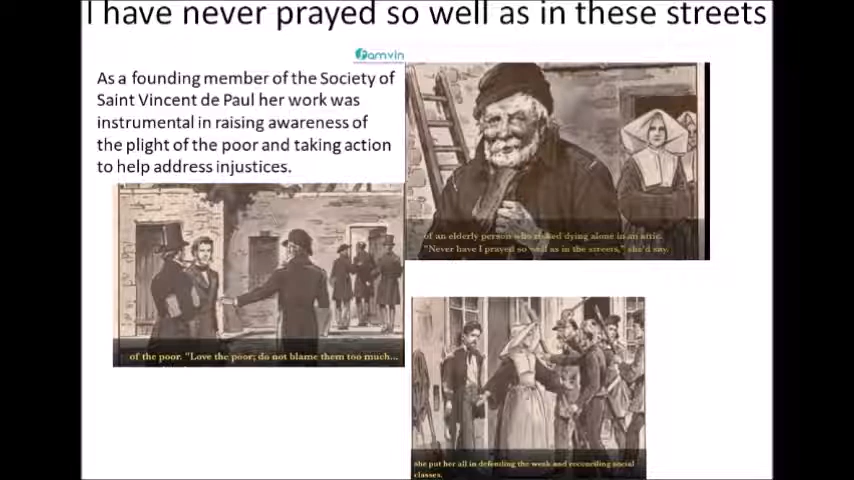 I have never prayed so well as in these streets
famvin
As a founding member of the Society of
Saint Vincent de Paul her work was
instrumental in raising awareness of
the plight of the poor and taking action
to help address injustices.
of an elderly person who risked dying alone in an attic.
"Never have I prayed so well as in the streets," she'd say.
of the poor. "Love the poor; do not blame them too much...
she put her all in defending the weak and reconciling social
classes.